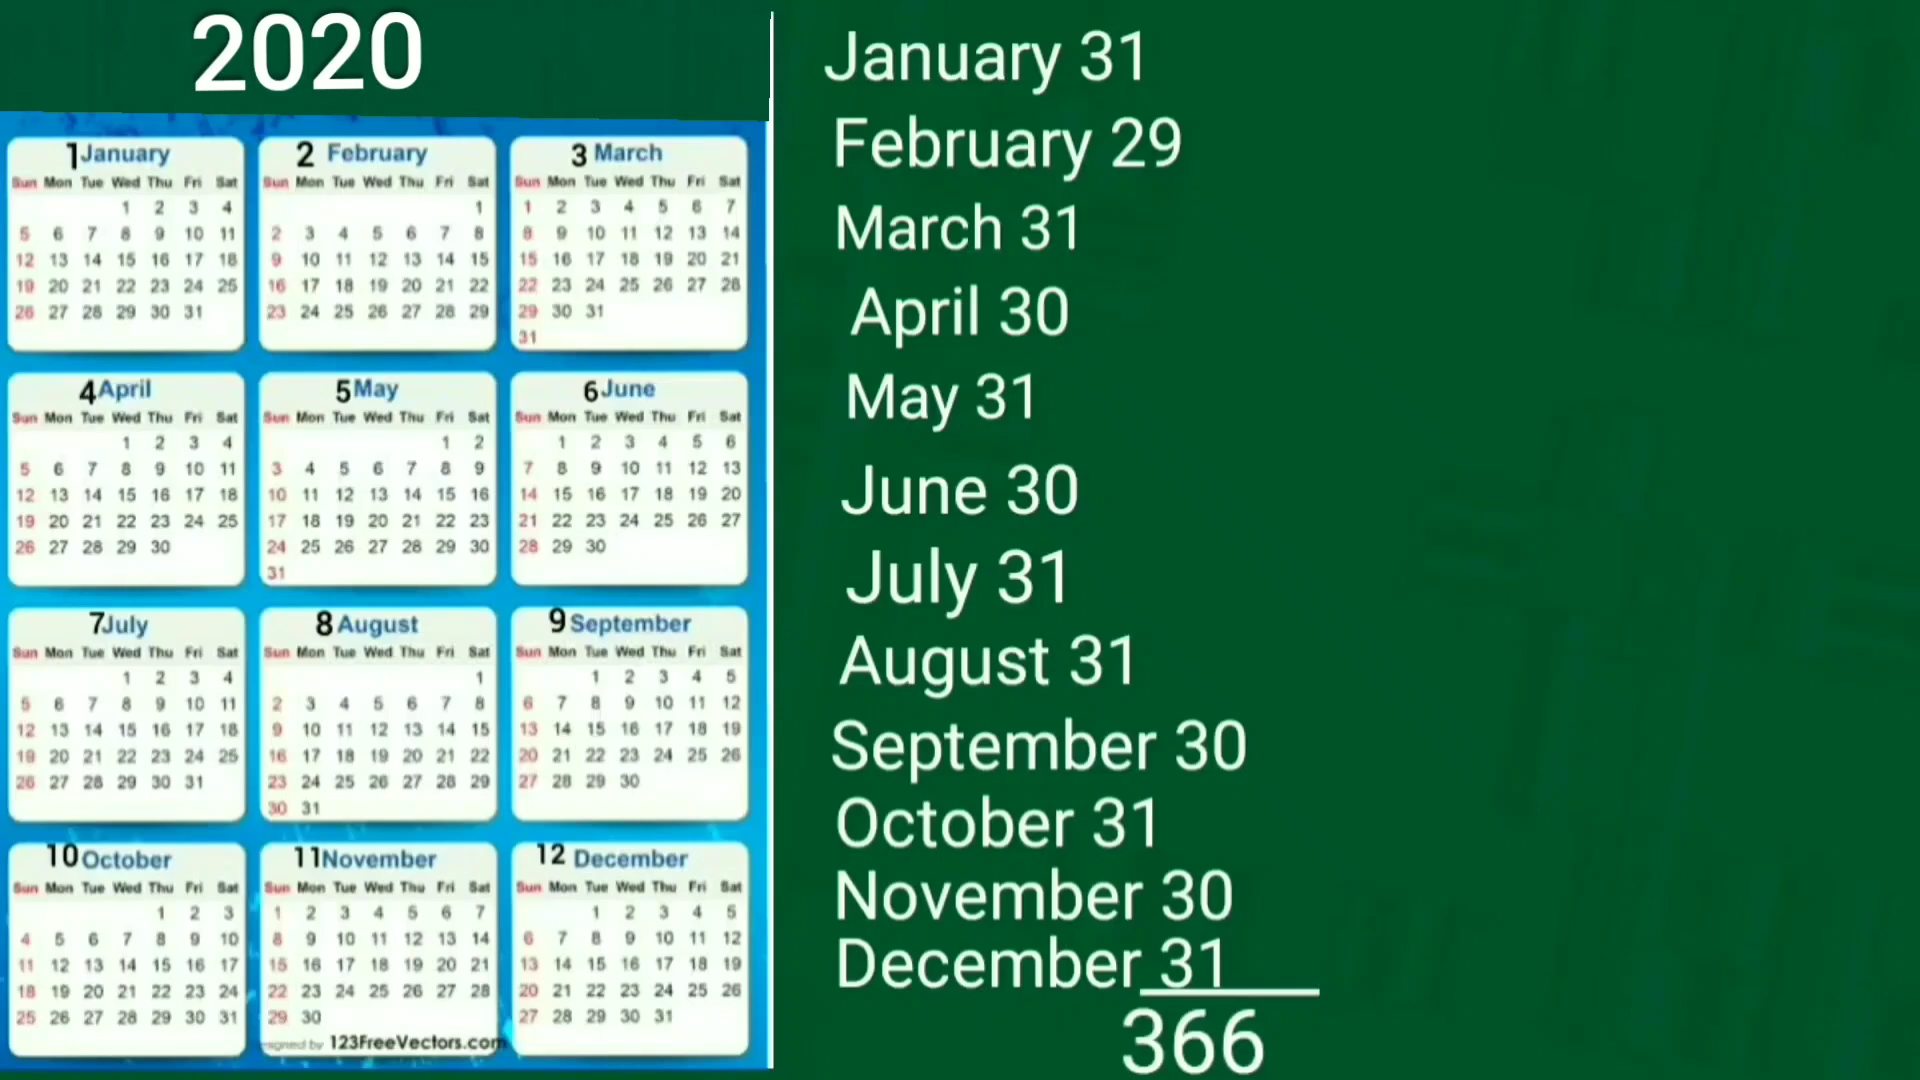 2020
1 January
Sun Mon Tue Wed Thu Fri Sat
1 2 3 4
5 6 7 8 9 10 11
12 13 14 15 16 17 18
19 20 21 22 23 24 25
26 27 28 29 30 31
2 February
Sun Mon Tue Wed Thu Fri Sat
1
2 3 4 5 6 7 8
9 10 11 12 13 14 15
16 17 18 19 20 21 22
23 24 25 26 27 28 29
3 March
Sun Mon Tue Wed Thu Fri Sat
1 2 3 4 5 6 7
8 9 10 11 12 13 14
15 16 17 18 19 20 21
22 23 24 25 26 27 28
29 30 31
31
4 April
Sun Mon Tue Wed Thu Fri Sat
1 2 3 4
5 6 7 8 9 10 11
12 13 14 15 16 17 18
19 20 21 22 23 24 25
26 27 28 29 30
5 May
Sun Mon Tue Wed Thu Fri Sat
1 2
3 4 5 6 7 8 9
10 11 12 13 14 15 16
17 18 19 20 21 22 23
24 25 26 27 28 29 30
31
6 June
Sun Mon Tue Wed Thu Fri Sat
1 2 3 4 5 6
7 8 9 10 11 12 13
14 15 16 17 18 19 20
21 22 23 24 25 26 27
28 29 30
7 July
Sun Mon Tue Wed Thu Fri Sat
1 2 3 4
5 6 7 8 9 10 11
12 13 14 15 16 17 18
19 20 21 22 23 24 25
26 27 28 29 30 31
8 August
Sun Mon Tue Wed Thu Fri Sat
1
2 3 4 5 6 7 8
9 10 11 12 13 14 15
16 17 18 19 20 21 22
23 24 25 26 27 28 29
30 31
9 September
Sun Mon Tue Wed Thu Fri Sat
1 2 3 4 5
6 7 8 9 10 11 12
13 14 15 16 17 18 19
20 21 22 23 24 25 26
27 28 29 30
10 October
Sun Mon Tue Wed Thu Fri Sat
1 2 3
4 5 6 7 8 9 10
11 12 13 14 15 16 17
18 19 20 21 22 23 24
25 26 27 28 29 30 31
11 November
Sun Mon Tue Wed Thu Fri Sat
1 2 3 4 5 6 7
8 9 10 11 12 13 14
15 16 17 18 19 20 21
22 23 24 25 26 27 28
29 30
12 December
Sun Mon Tue Wed Thu Fri Sat
1 2 3 4 5
6 7 8 9 10 11 12
13 14 15 16 17 18 19
20 21 22 23 24 25 26
27 28 29 30 31
by 123FreeVectors.com
January 31
February 29
March 31
April 30
May 31
June 30
July 31
August 31
September 30
October 31
November 30
December 31
366